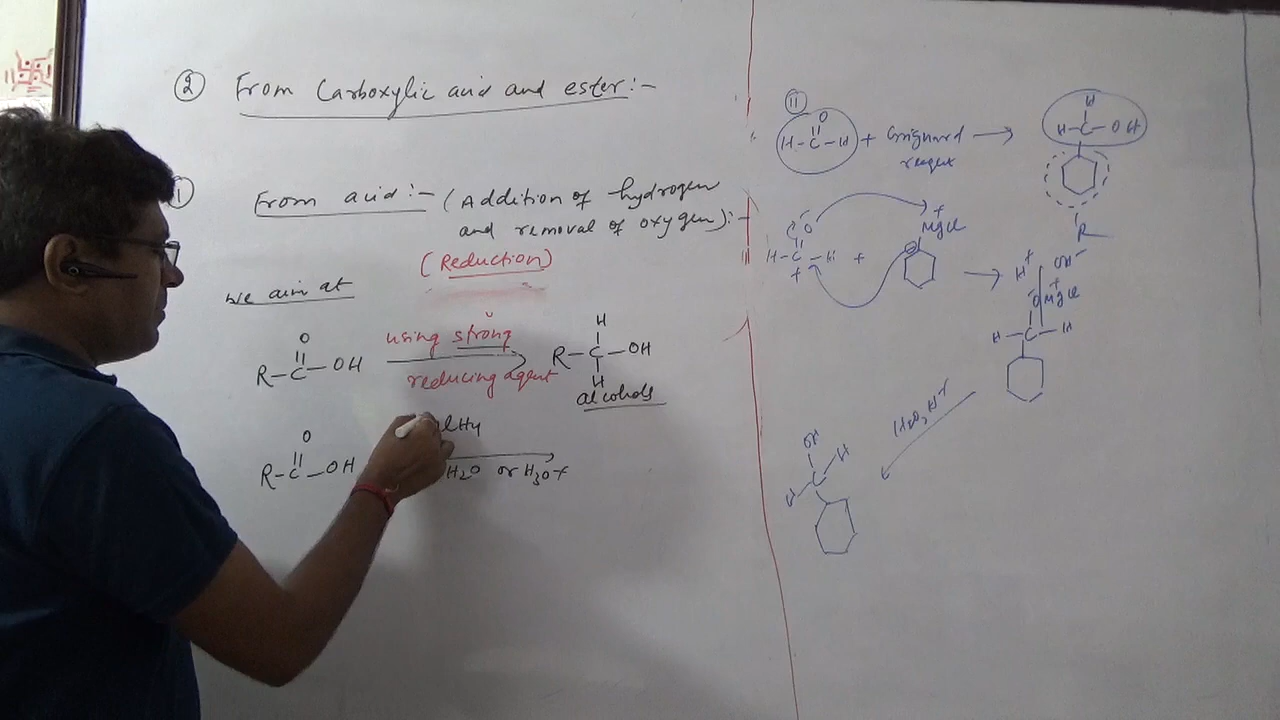 ② From Carboxylic acid and ester:-
① From acid:- (Addition of hydrogen
and removal of oxygen):-
(Reduction)
We aim at
O
R-C-OH
using strong
reducing agent
H
R-C-OH
H
alcohols
O
R-C-OH
lH4
H2O or H3O+
II
O
H-C-H + Grignard
reagent
H
H-C-OH
R
O
H-C-H
+
+
MgCl
H+
OH-
O MgCl
H-C-H
H2O, H+
OH
H
C
H